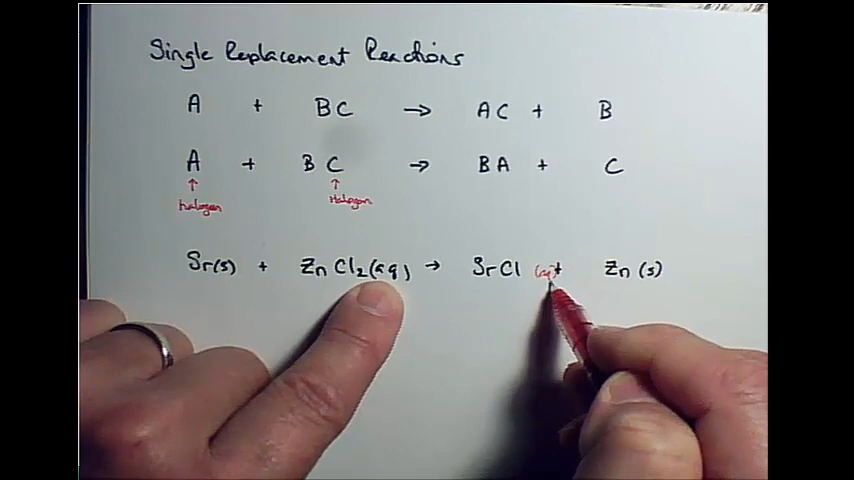 Single Replacement Reactions
A + BC → AC + B
A + BC → BA + C
↑ ↑
halogen Halogen
Sr(s) + ZnCl₂(aq) → SrCl (aq)+ Zn(s)